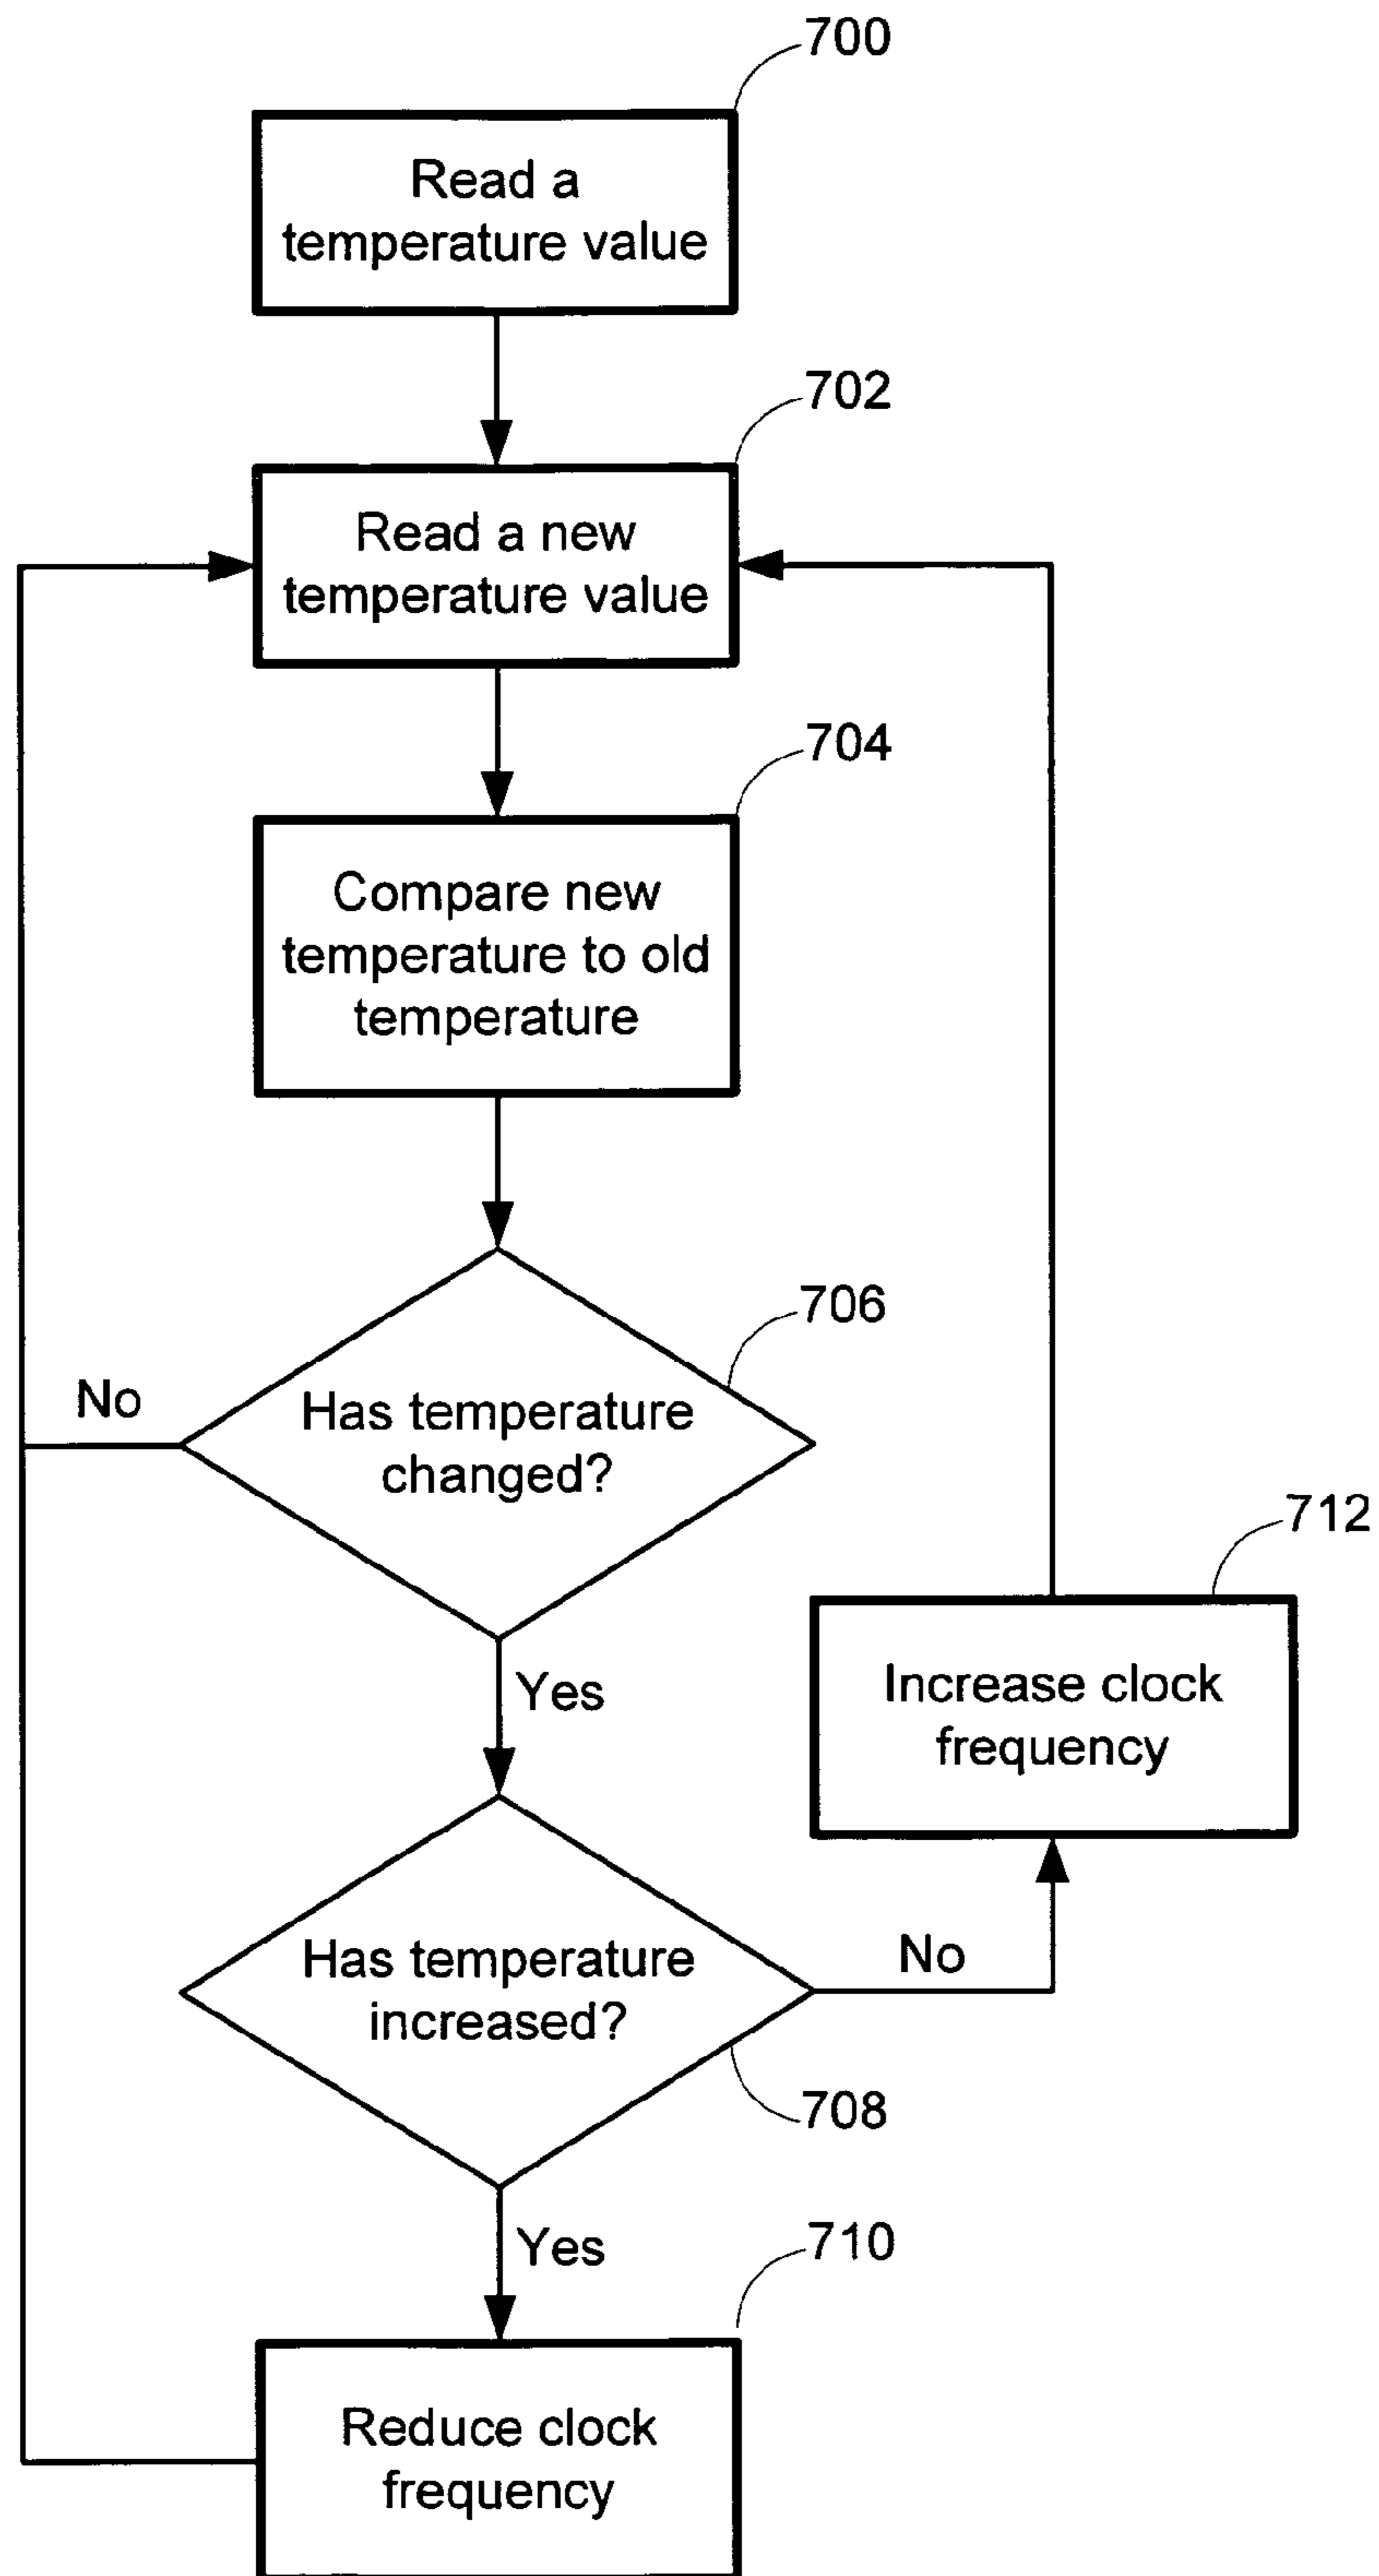 700
Read a
temperature value
702
Read a new
temperature value
704
Compare new
temperature to old
temperature
706
Has temperature
changed?
No
Yes
712
Increase clock
frequency
Has temperature
increased?
No
708
Yes
710
Reduce clock
frequency